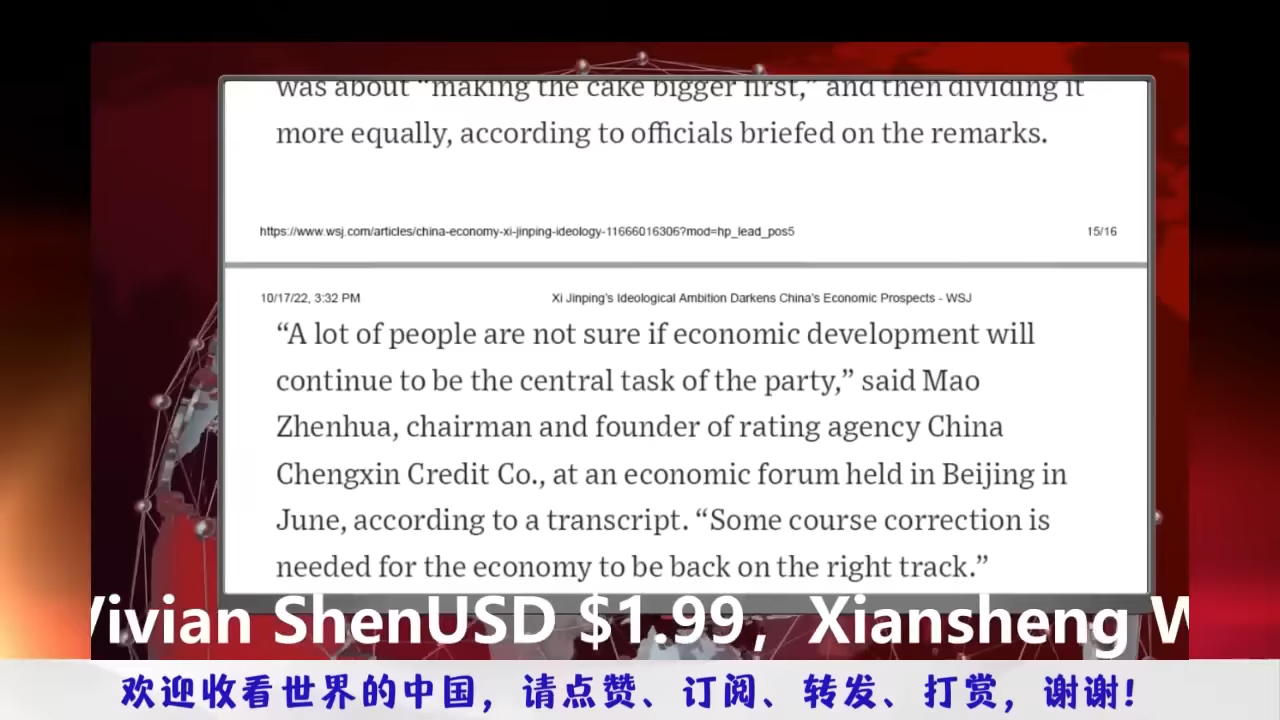 was about “making the cake bigger first,” and then dividing it
more equally, according to officials briefed on the remarks.
https://www.wsj.com/articles/china-economy-xi-jinping-ideology-11666016306?mod=hp_lead_pos5
15/16
10/17/22, 3:32 PM
Xi Jinping's Ideological Ambition Darkens China's Economic Prospects - WSJ
“A lot of people are not sure if economic development will
continue to be the central task of the party,” said Mao
Zhenhua, chairman and founder of rating agency China
Chengxin Credit Co., at an economic forum held in Beijing in
June, according to a transcript. “Some course correction is
needed for the economy to be back on the right track.”
Vivian ShenUSD $1.99，Xiansheng W
欢迎收看世界的中国，请点赞、订阅、转发、打赏，谢谢！